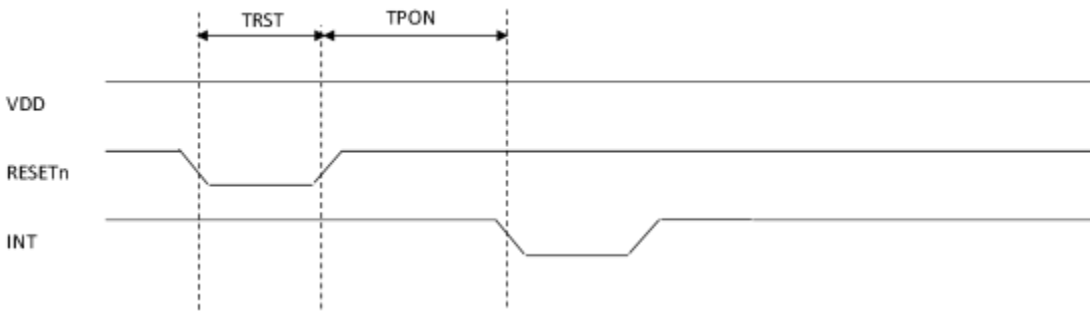 TRST
TPON
VDD
RESETn
INT